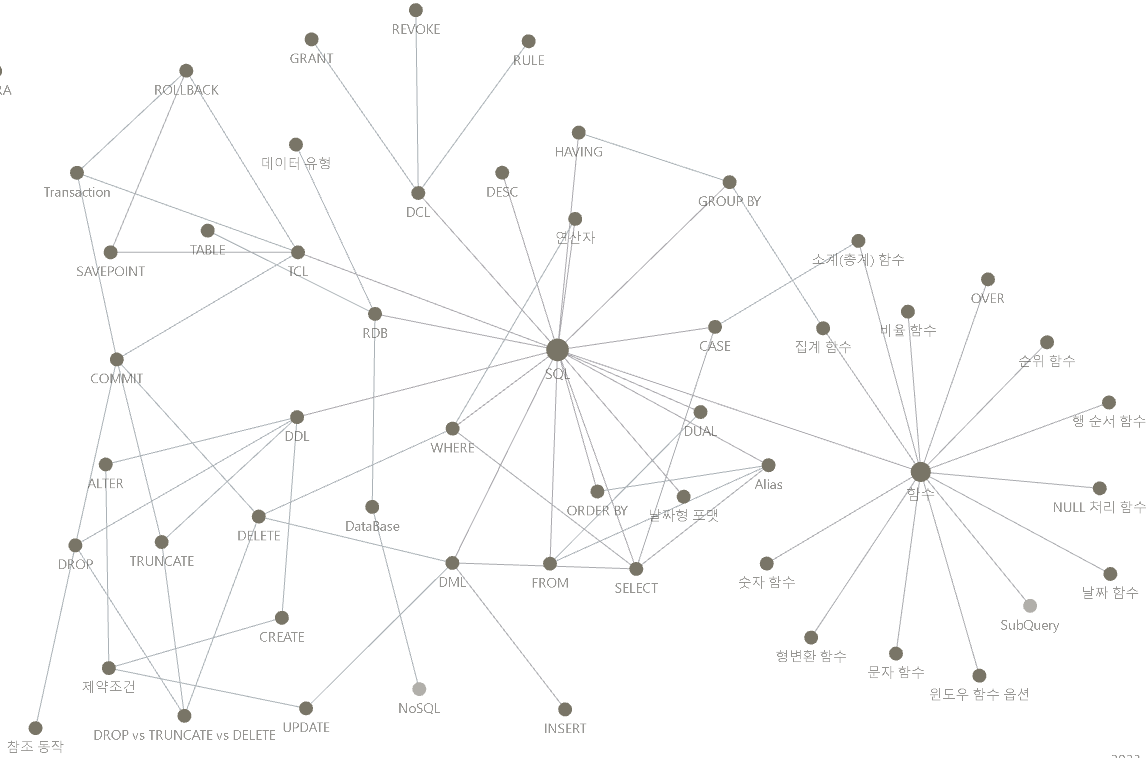 REVOKE
GRANT
RULE
RA
ROLLBACK
데이터 유형
HAVING
Transaction
DESC
GROUP BY
DCL
연산자
TABLE
소계(총계) 함수
SAVEPOINT
TCL
OVER
RDB
비율 함수
CASE
집계 함수
순위 함수
COMMIT
SQL
행 순서 함수
DDL
DUAL
WHERE
ALTER
Alias
함수
ORDER BY
날짜형 포맷
NULL 처리 함수
DataBase
DELETE
DROP
TRUNCATE
DML
FROM
SELECT
숫자 함수
날짜 함수
SubQuery
CREATE
형변환 함수
문자 함수
제약조건
윈도우 함수 옵션
NoSQL
UPDATE
INSERT
DROP vs TRUNCATE vs DELETE
참조 동작